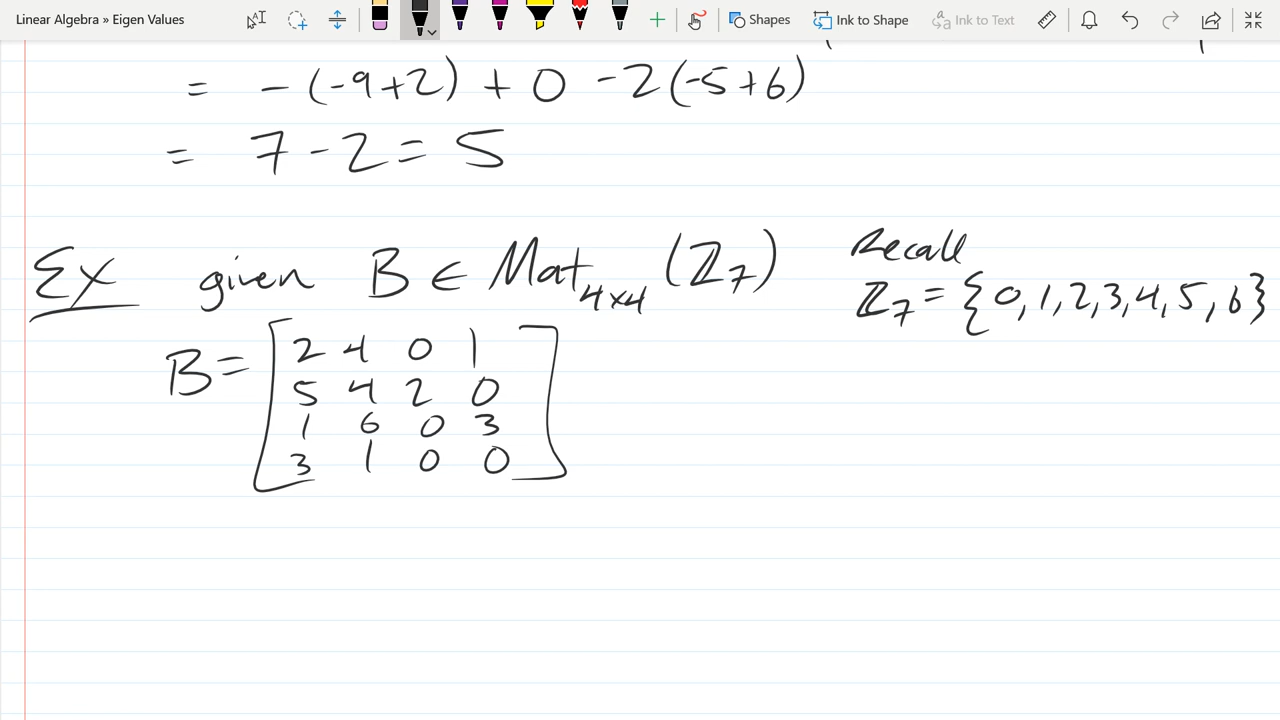 Linear Algebra » Eigen Values
Shapes
Ink to Shape
Ink to Text
= -(-9+2) + 0 -2(-5+6)
= 7-2 = 5
Ex given B ∈ Mat₄ₓ₄ (ℤ₇)
Recall
ℤ₇ = {0,1,2,3,4,5,6}
B = [2 4 0 1
5 4 2 0
1 6 0 3
3 1 0 0]